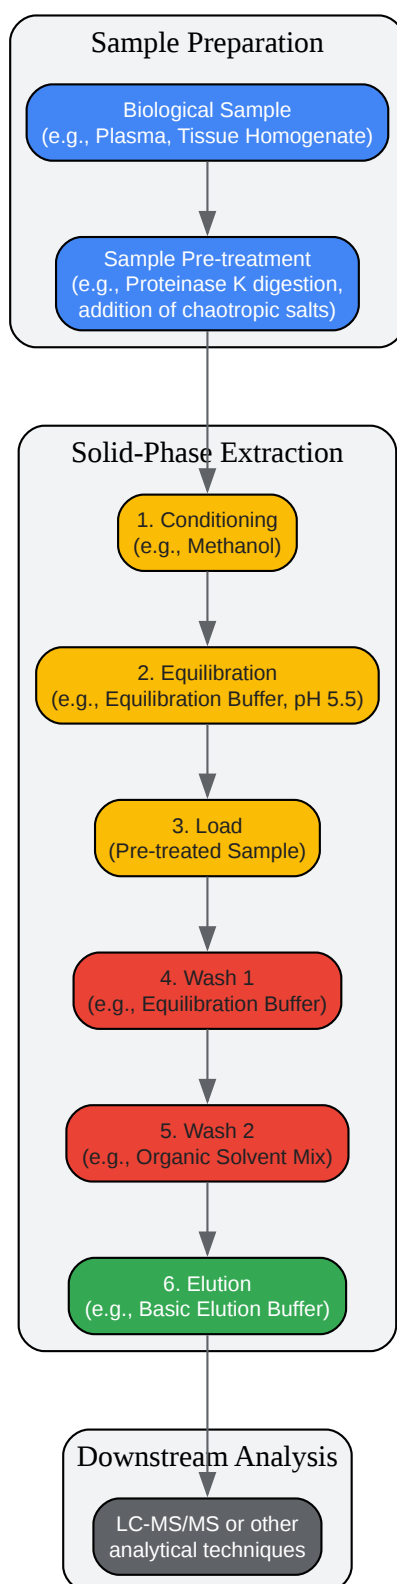 Sample Preparation
Biological Sample
(e.g., Plasma, Tissue Homogenate)
Sample Pre-treatment
(e.g., Proteinase K digestion,
addition of chaotropic salts)
Solid-Phase Extraction
1. Conditioning
(e.g., Methanol)
2. Equilibration
(e.g., Equilibration Buffer, pH 5.5)
3. Load
(Pre-treated Sample)
4. Wash 1
(e.g., Equilibration Buffer)
5. Wash 2
(e.g., Organic Solvent Mix)
6. Elution
(e.g., Basic Elution Buffer)
Downstream Analysis
LC-MS/MS or other
analytical techniques